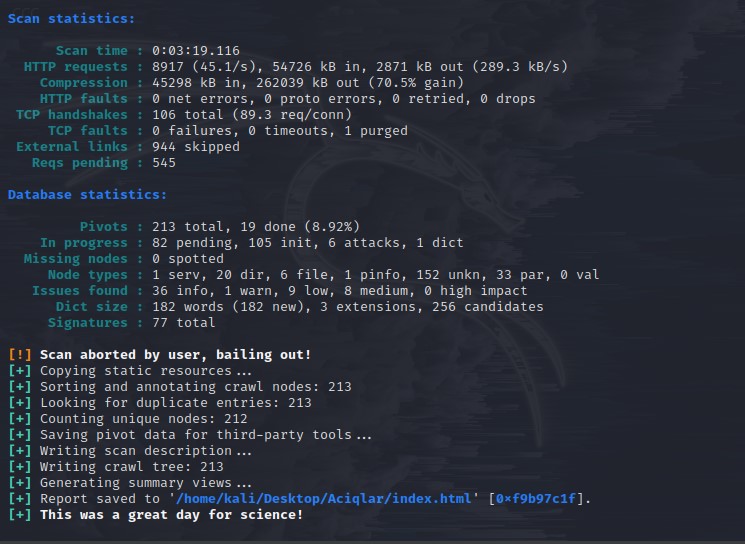 Scan statistics:
Scan time : 0:03:19.116
HTTP requests : 8917 (45.1/s), 54726 kB in, 2871 kB out (289.3 kB/s)
Compression : 45298 kB in, 262039 kB out (70.5% gain)
HTTP faults : 0 net errors, 0 proto errors, 0 retried, 0 drops
TCP handshakes : 106 total (89.3 req/conn)
TCP faults : 0 failures, 0 timeouts, 1 purged
External links : 944 skipped
Reqs pending : 545
Database statistics:
Pivots : 213 total, 19 done (8.92%)
In progress : 82 pending, 105 init, 6 attacks, 1 dict
Missing nodes : 0 spotted
Node types : 1 serv, 20 dir, 6 file, 1 pinfo, 152 unkn, 33 par, 0 val
Issues found : 36 info, 1 warn, 9 low, 8 medium, 0 high impact
Dict size : 182 words (182 new), 3 extensions, 256 candidates
Signatures : 77 total
[!] Scan aborted by user, bailing out!
[+] Copying static resources...
[+] Sorting and annotating crawl nodes: 213
[+] Looking for duplicate entries: 213
[+] Counting unique nodes: 212
[+] Saving pivot data for third-party tools...
[+] Writing scan description...
[+] Writing crawl tree: 213
[+] Generating summary views...
[+] Report saved to '/home/kali/Desktop/Aciqlar/index.html' [0×f9b97c1f].
[+] This was a great day for science!